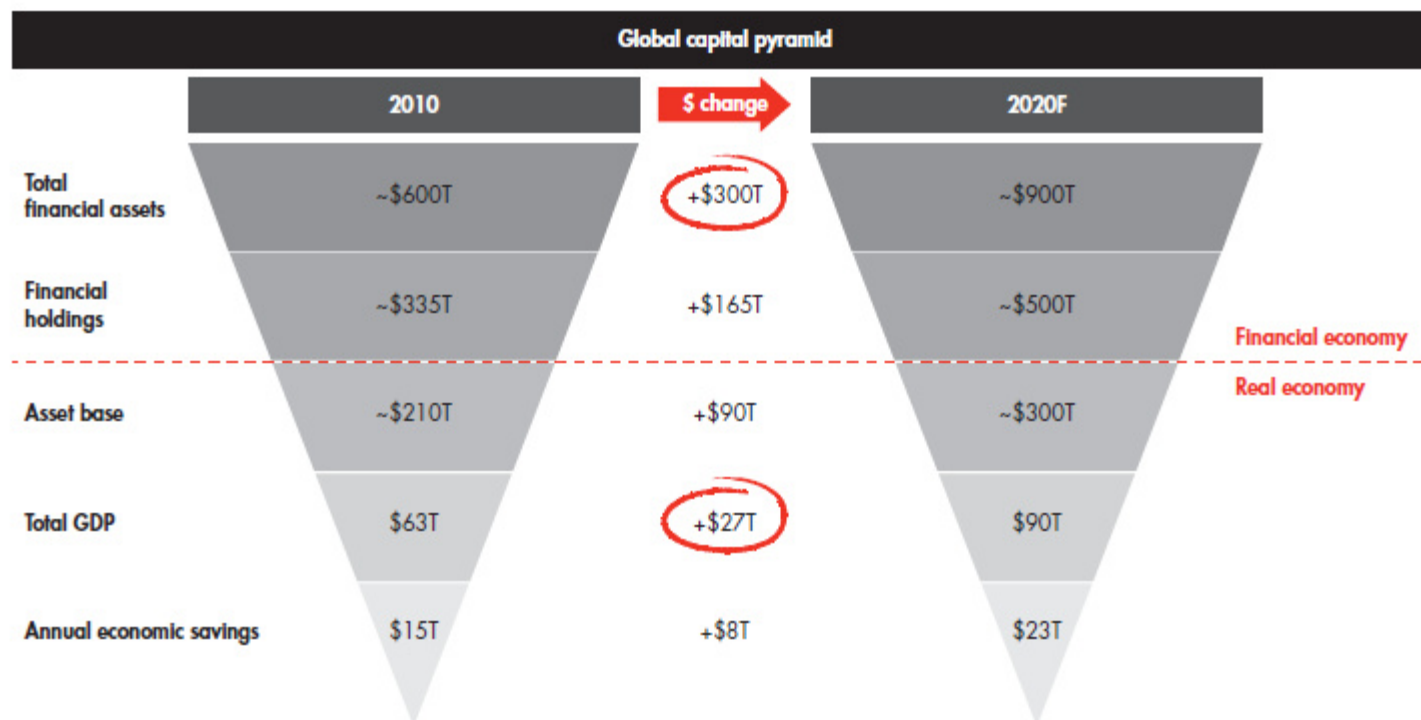 Global capital pyramid
2010
$ change
2020F
Total
financial assets
~$600T
+$300T
~$900T
Financial
holdings
~$335T
+$165T
~$500T
Financial economy
Real economy
Asset base
~$210T
+$90T
~$300T
Total GDP
$63T
+$27T
$90T
Annual economic savings
$15T
+$8T
$23T